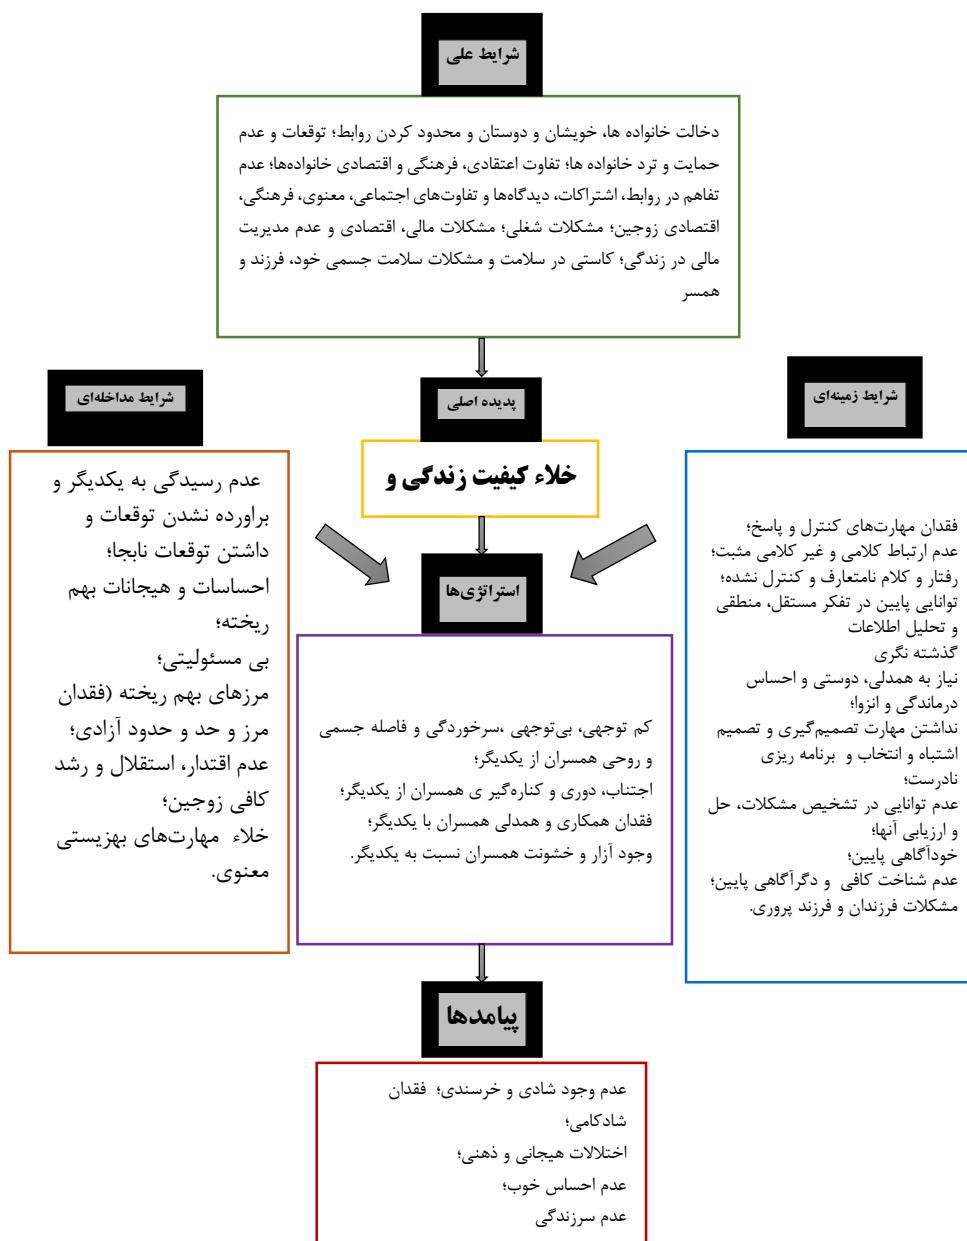 شرایط علی
دخالت خانواده ها، خویشان و دوستان و محدود کردن روابط؛ توقعات و عدم
حمایت و ترد خانواده ها؛ تفاوت اعتقادی، فرهنگی و اقتصادی خانواده‌ها؛ عدم
تفاهم در روابط، اشتراکات، دیدگاه‌ها و تفاوت‌های اجتماعی، معنوی، فرهنگی،
اقتصادی زوجین؛ مشکلات شغلی؛ مشکلات مالی، اقتصادی و عدم مدیریت
مالی در زندگی؛ کاستی در سلامت و مشکلات سلامت جسمی خود، فرزند و
همسر
شرایط زمینه‌ای
فقدان مهارت‌های کنترل و پاسخ؛
عدم ارتباط کلامی و غیر کلامی مثبت؛
رفتار و کلام نامتعارف و کنترل نشده؛
توانایی پایین در تفکر مستقل، منطقی
و تحلیل اطلاعات
گذشته نگری
نیاز به همدلی، دوستی و احساس
درماندگی و انزوا؛
نداشتن مهارت تصمیم‌گیری و تصمیم
اشتباه و انتخاب و برنامه ریزی
نادرست؛
عدم توانایی در تشخیص مشکلات، حل
و ارزیابی آنها؛
خودآگاهی پایین؛
عدم شناخت کافی و دگرآگاهی پایین؛
مشکلات فرزندان و فرزند پروری.
پدیده اصلی
خلاء کیفیت زندگی و
شرایط مداخله‌ای
عدم رسیدگی به یکدیگر و
براورده نشدن توقعات و
داشتن توقعات نابجا؛
احساسات و هیجانات بهم
ریخته؛
بی مسئولیتی؛
مرزهای بهم ریخته (فقدان
مرز و حد و حدود آزادی؛
عدم اقتدار، استقلال و رشد
کافی زوجین؛
خلاء مهارت‌های بهزیستی
معنوی.
استراتژی‌ها
کم توجهی، بی‌توجهی ،سرخوردگی و فاصله جسمی
و روحی همسران از یکدیگر؛
اجتناب، دوری و کناره‌گیر ی همسران از یکدیگر؛
فقدان همکاری و همدلی همسران با یکدیگر؛
وجود آزار و خشونت همسران نسبت به یکدیگر.
پیامدها
عدم وجود شادی و خرسندی؛ فقدان
شادکامی؛
اختلالات هیجانی و ذهنی؛
عدم احساس خوب؛
عدم سرزندگی